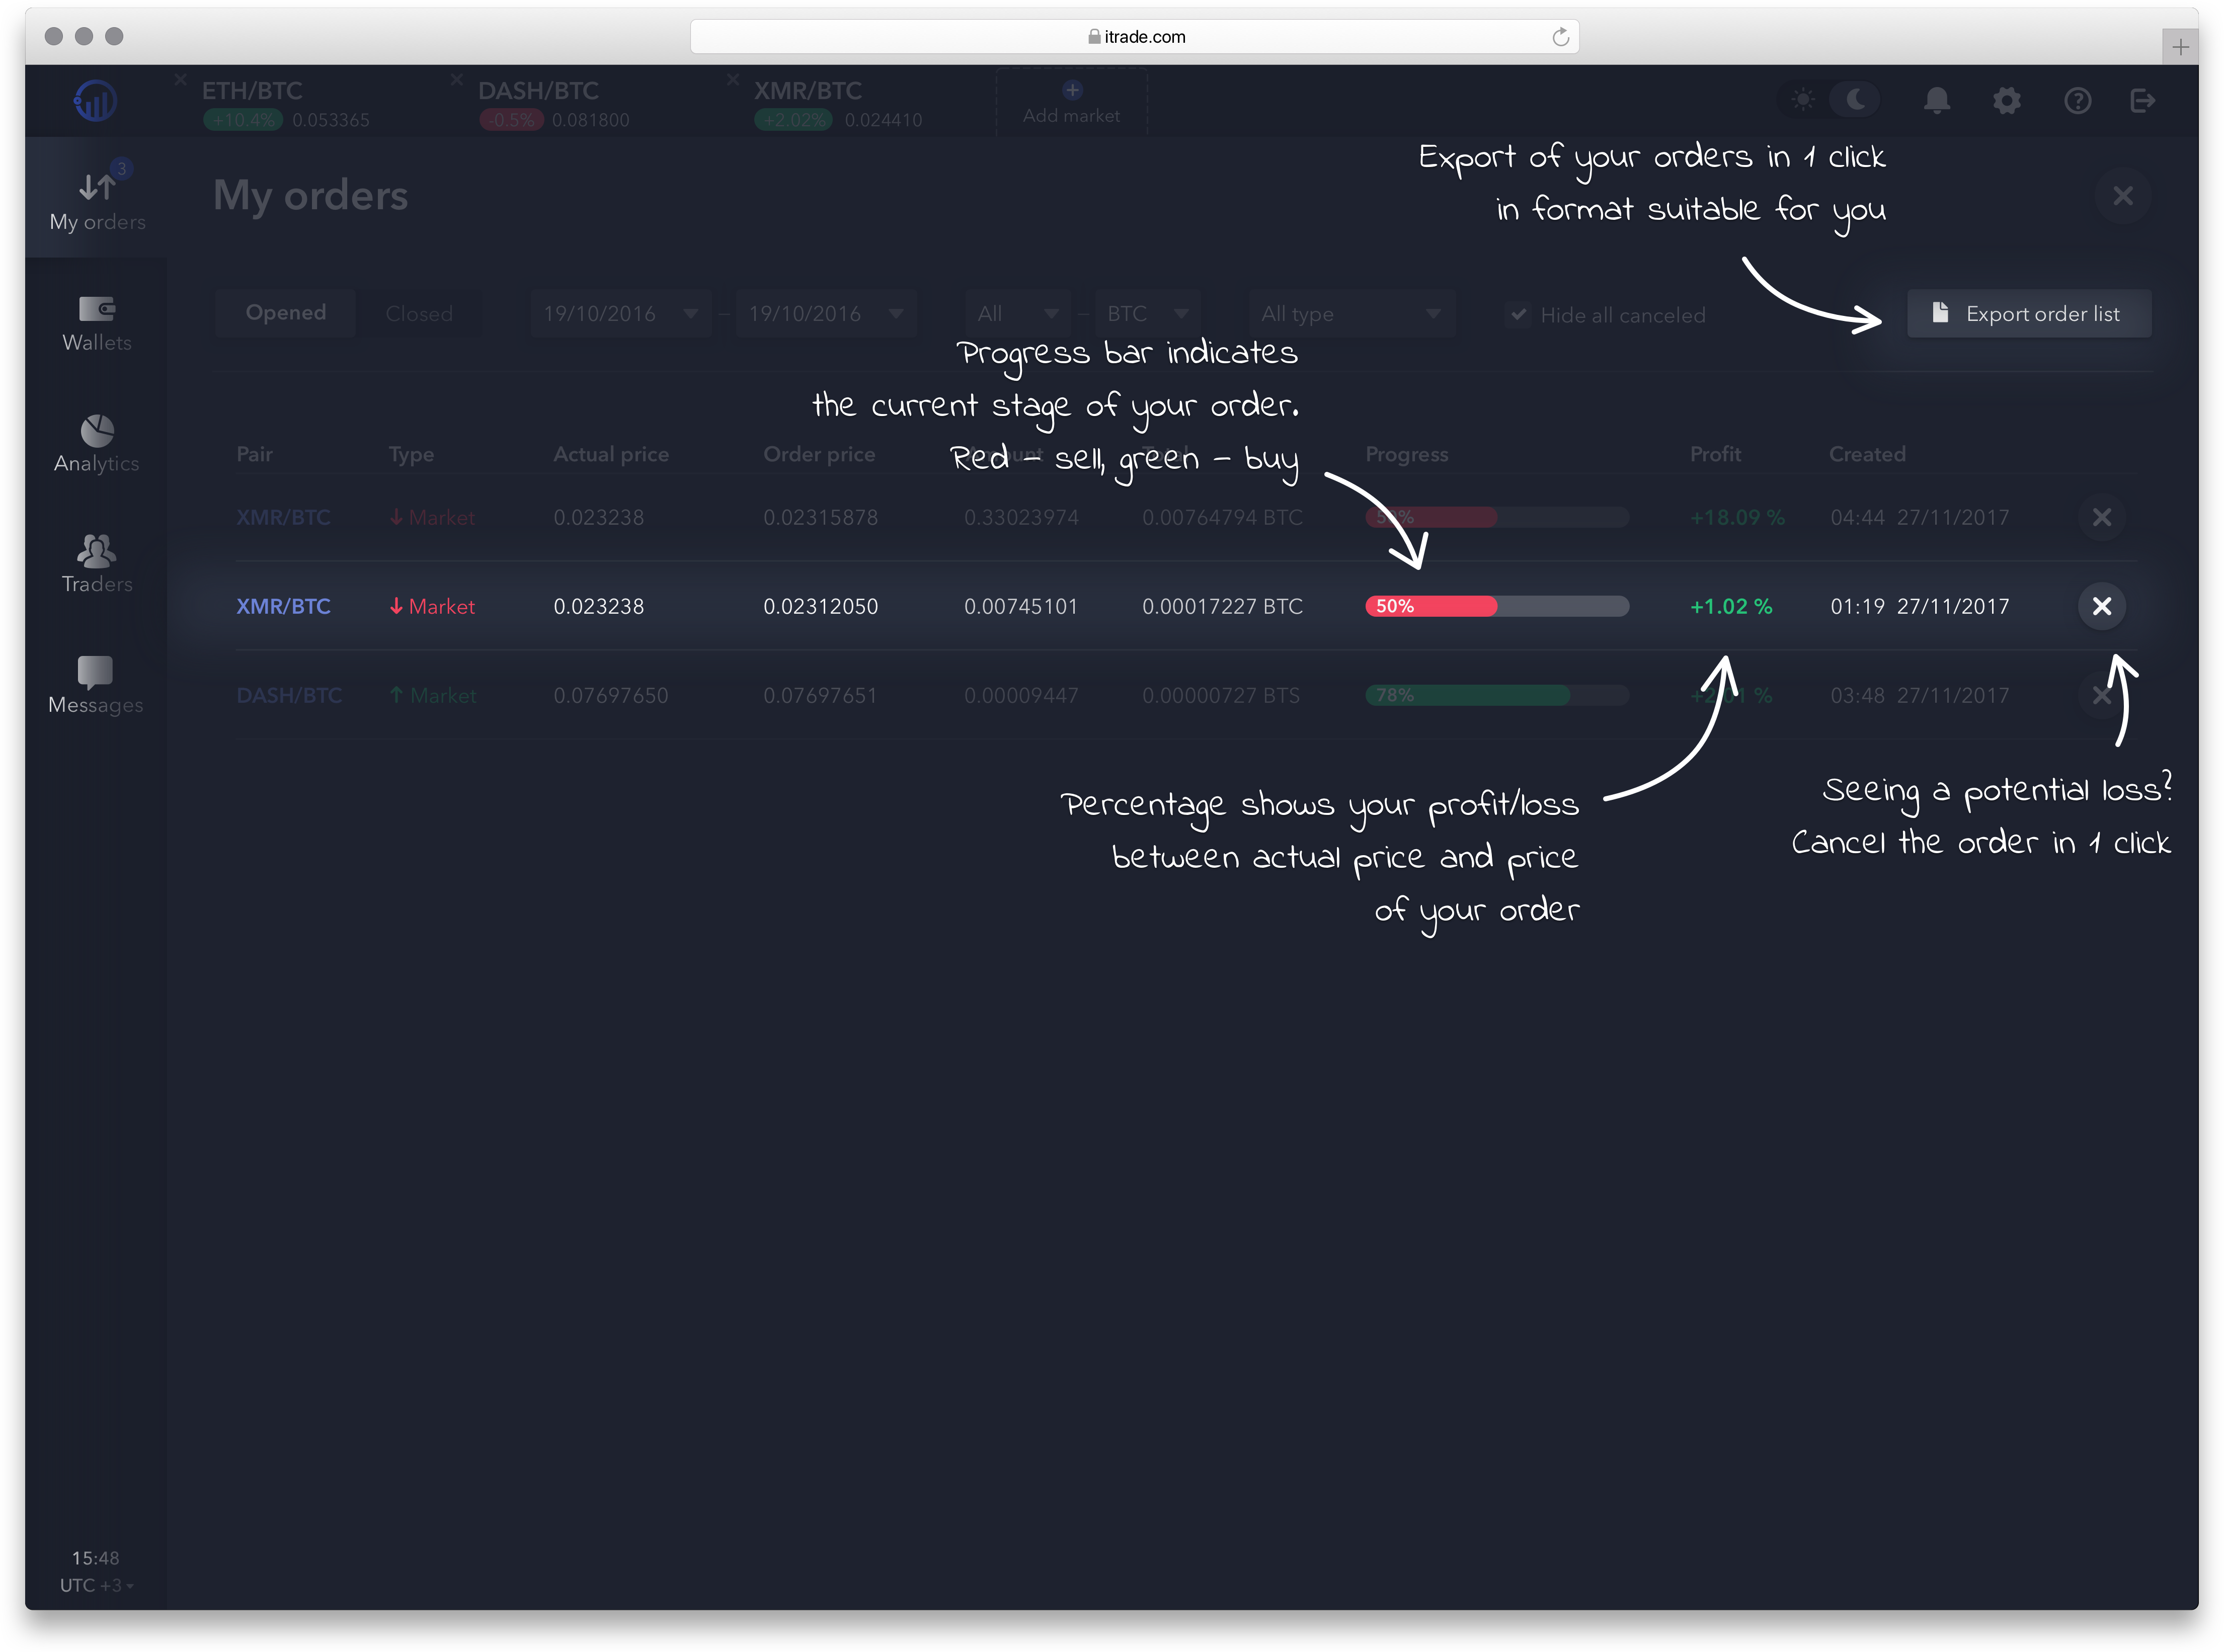 itrade.com
ETH/BTC
+10.4% 0.053365
DASH/BTC
-0.5% 0.081800
XMR/BTC
+2.02% 0.024410
Add market
3
My orders
Wallets
Analytics
Traders
Messages
15:48
UTC +3
My orders
Export of your orders in 1 click
in format suitable for you
Opened Closed 19/10/2016 – 19/10/2016 All – BTC All type Hide all canceled Export order list
Progress bar indicates
the current stage of your order.
Red – sell, green – buy
Pair Type Actual price Order price Amount Total Progress Profit Created
XMR/BTC Market 0.023238 0.02315878 0.33023974 0.00764794 BTC +18.09 % 04:44 27/11/2017
XMR/BTC Market 0.023238 0.02312050 0.00745101 0.00017227 BTC 50% +1.02 % 01:19 27/11/2017
DASH/BTC Market 0.07697650 0.07697651 0.00009447 0.00000727 BTS 78% 03:48 27/11/2017
Percentage shows your profit/loss
between actual price and price
of your order
Seeing a potential loss?
Cancel the order in 1 click